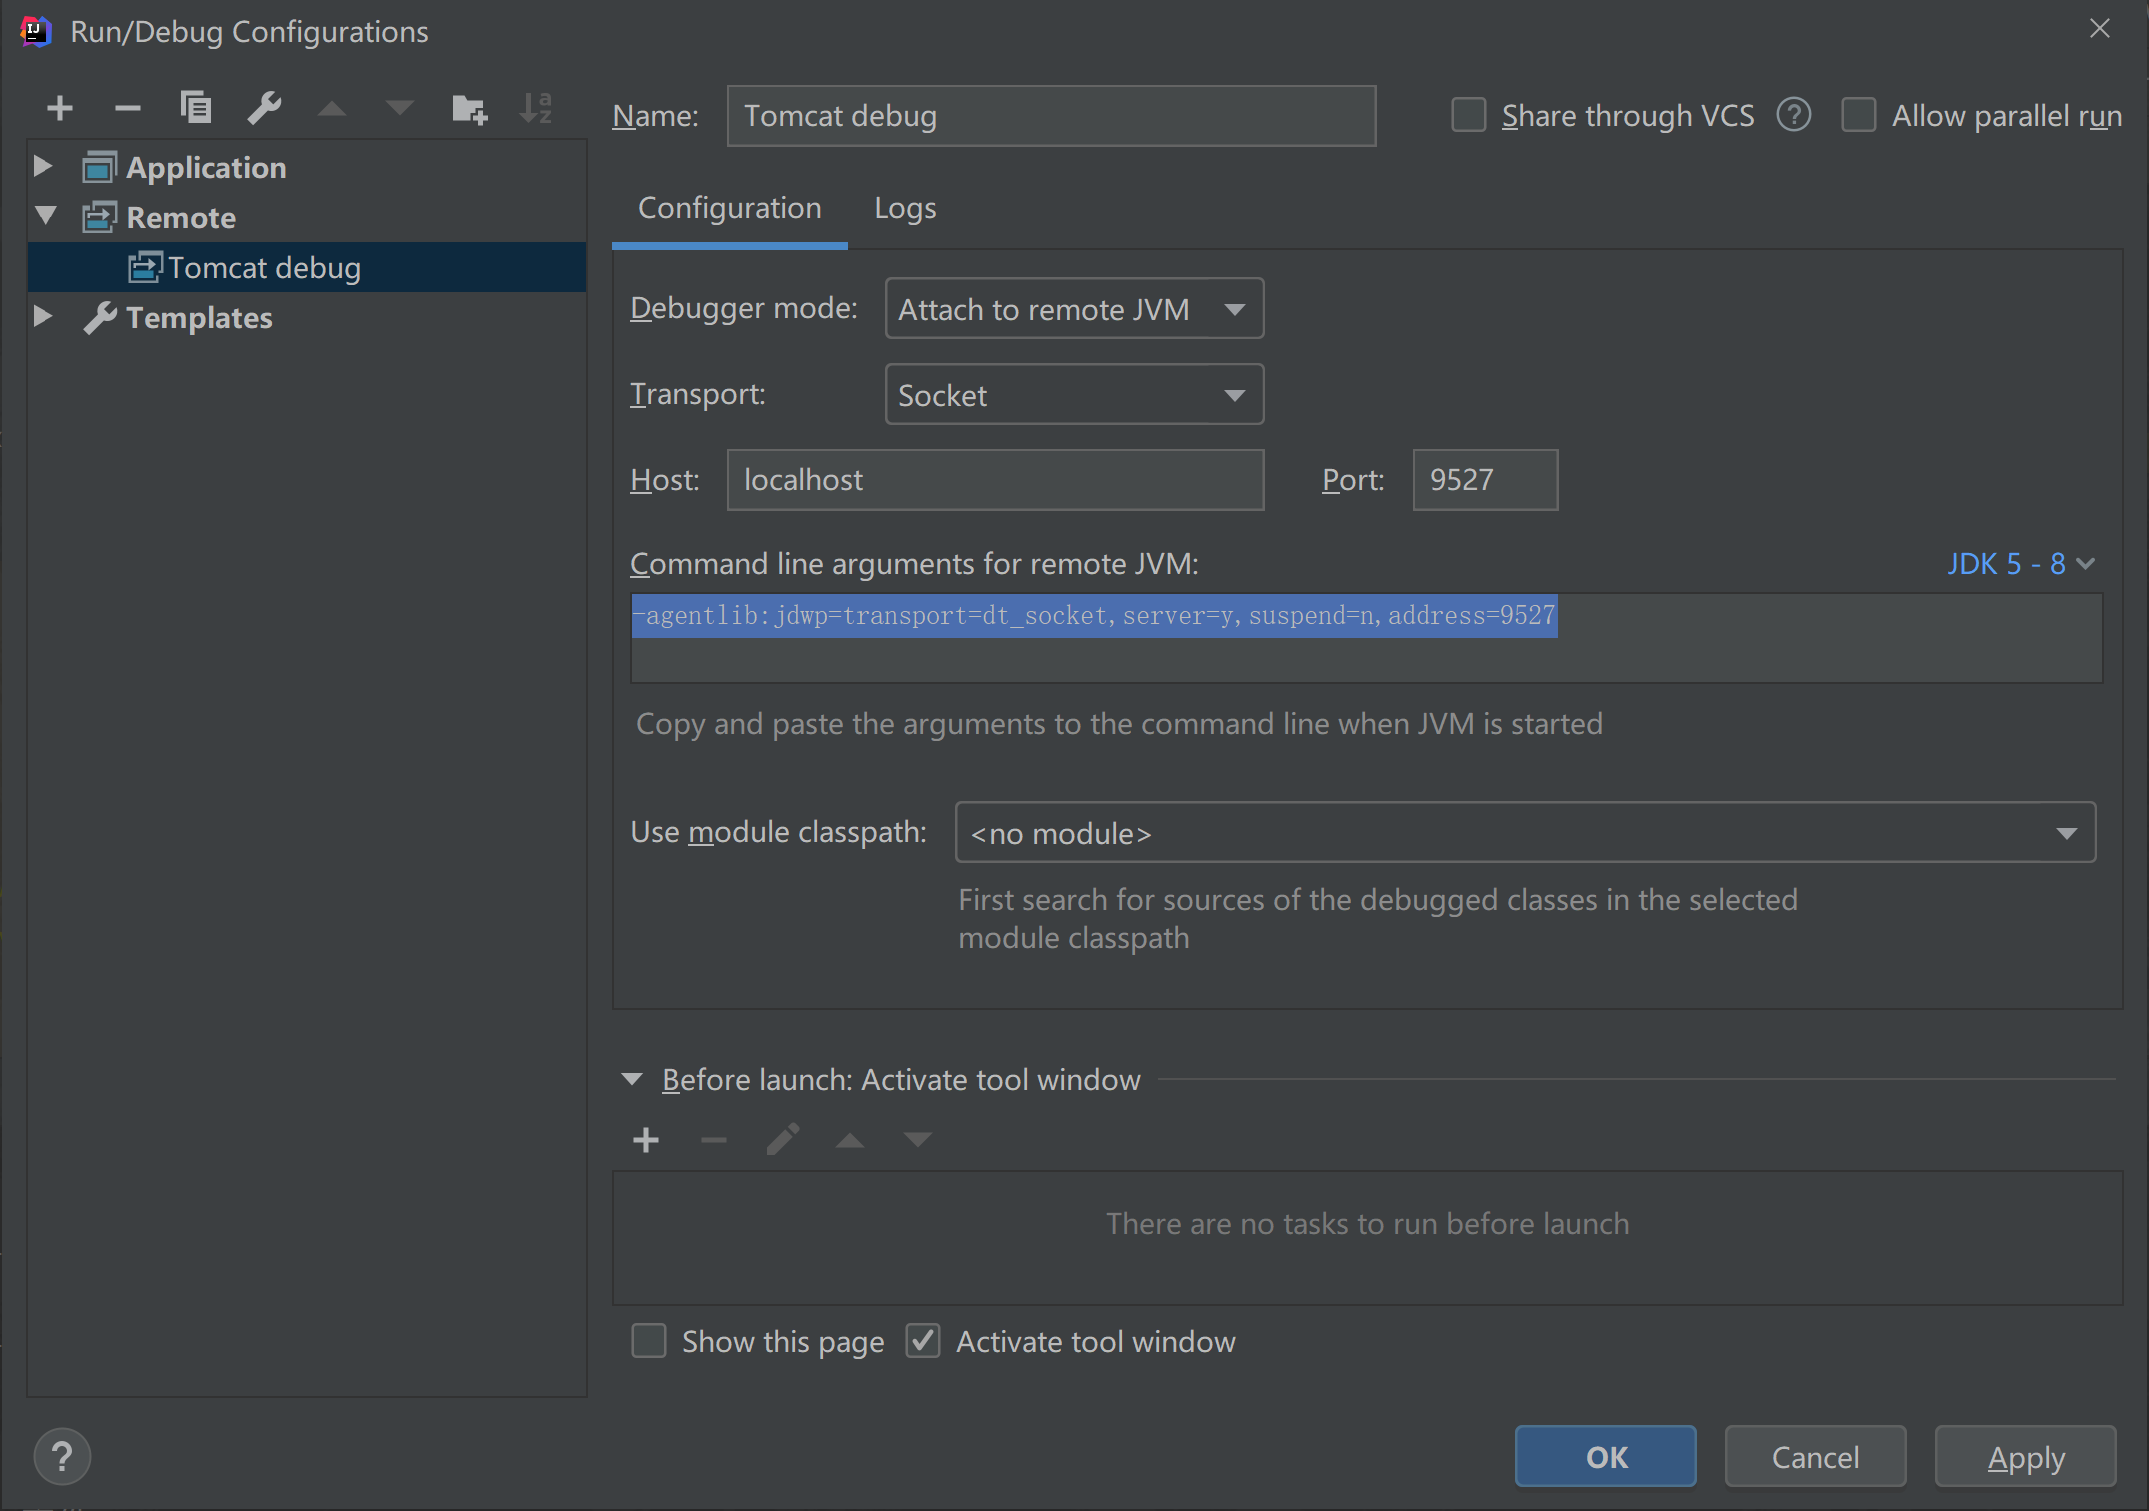 Run/Debug Configurations
Name: Tomcat debug
Share through VCS
Allow parallel run
Application
Remote
Tomcat debug
Templates
Configuration Logs
Debugger mode: Attach to remote JVM
Transport: Socket
Host: localhost Port: 9527
Command line arguments for remote JVM: JDK 5 - 8
-agentlib:jdwp=transport=dt_socket,server=y,suspend=n,address=9527
Copy and paste the arguments to the command line when JVM is started
Use module classpath: <no module>
First search for sources of the debugged classes in the selected
module classpath
Before launch: Activate tool window
There are no tasks to run before launch
Show this page Activate tool window
? OK Cancel Apply